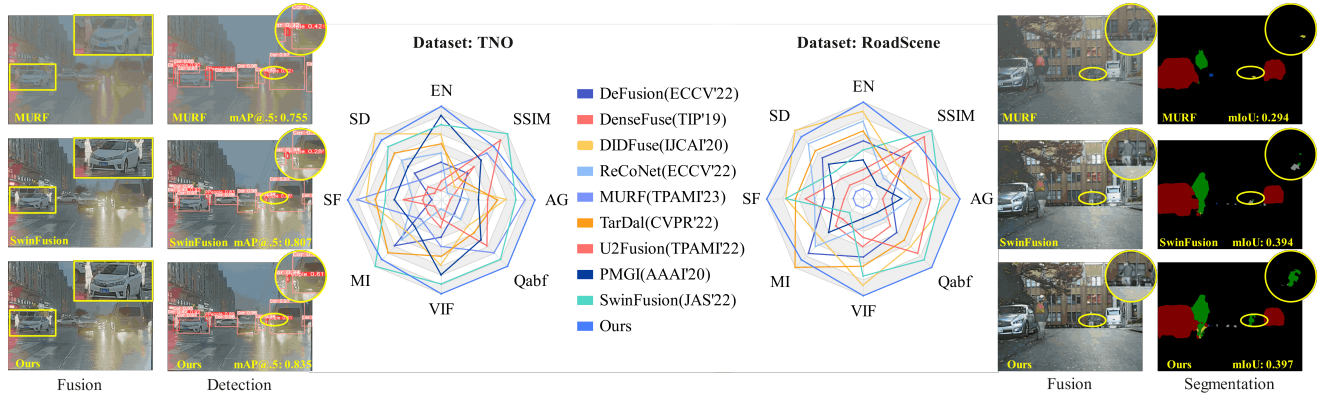 MURF
MURF
mAP@.5: 0.755
SwinFusion
SwinFusion
mAP@.5: 0.807
Ours
Ours
mAP@.5: 0.835
Fusion
Detection
Dataset: TNO
EN
SSIM
AG
Qabf
VIF
MI
SF
SD
DeFusion(ECCV'22)
DenseFuse(TIP'19)
DIDFuse(IJCAI'20)
ReCoNet(ECCV'22)
MURF(TPAMI'23)
TarDal(CVPR'22)
U2Fusion(TPAMI'22)
PMGI(AAAI'20)
SwinFusion(JAS'22)
Ours
Dataset: RoadScene
EN
SSIM
AG
Qabf
VIF
MI
SF
SD
MURF
MURF
mIoU: 0.294
SwinFusion
SwinFusion
mIoU: 0.394
Ours
Ours
mIoU: 0.397
Fusion
Segmentation